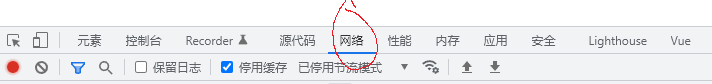 元素 控制台 Recorder 源代码 网络 性能 内存 应用 安全 Lighthouse Vue
保留日志 停用缓存 已停用节流模式